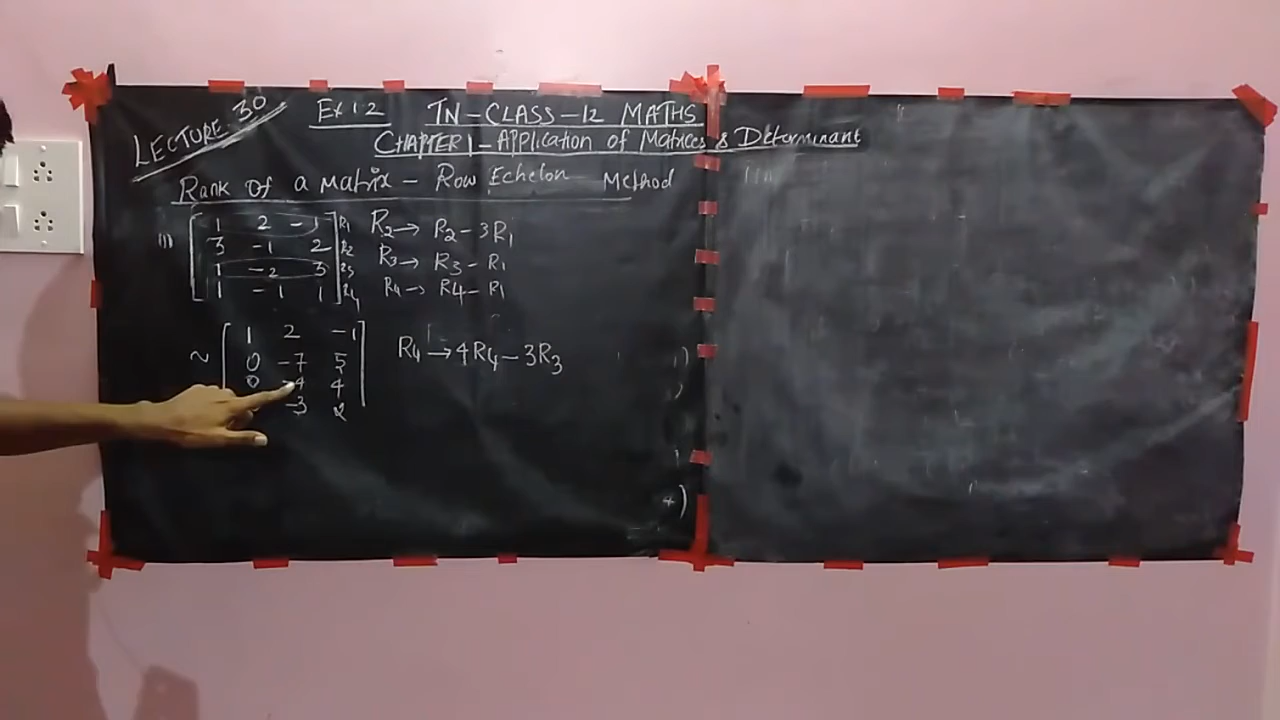 LECTURE-30
EX 1.2 TN-CLASS-12 MATHS
CHAPTER 1 - Application of Matrices & Determinant
Rank of a matrix - Row Echelon Method
1 2 -1 R1 R2 → R2 - 3R1
3 -1 2 R2
1 -2 3 R3 R3 → R3 - R1
1 -1 1 R4 R4 → R4 - R1
~ 1 2 -1
0 -7 5 R4 → 4R4 - 3R3
0 -4 4
-3 2